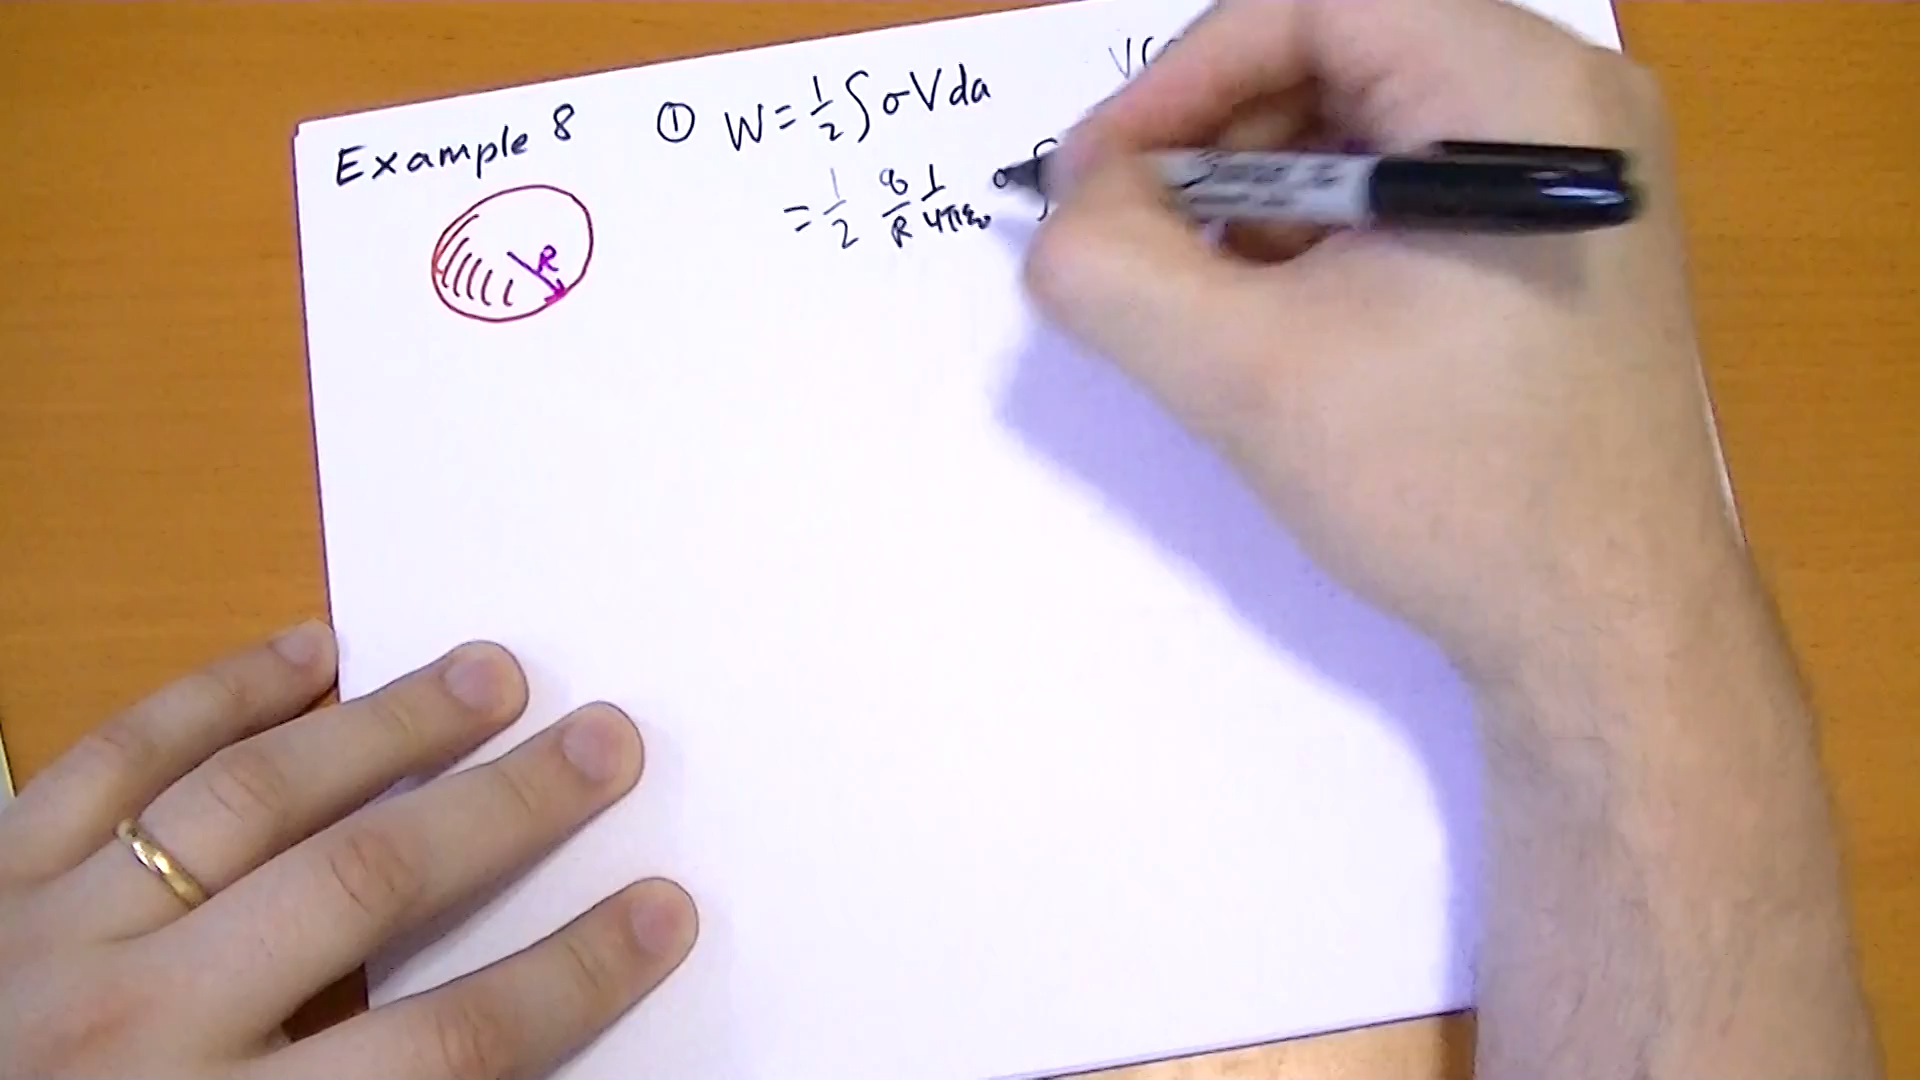 Example 8
① W = 1/2 ∫ σ V da
V(
= 1/2 q/R 1/4πε₀ σ ∫
R